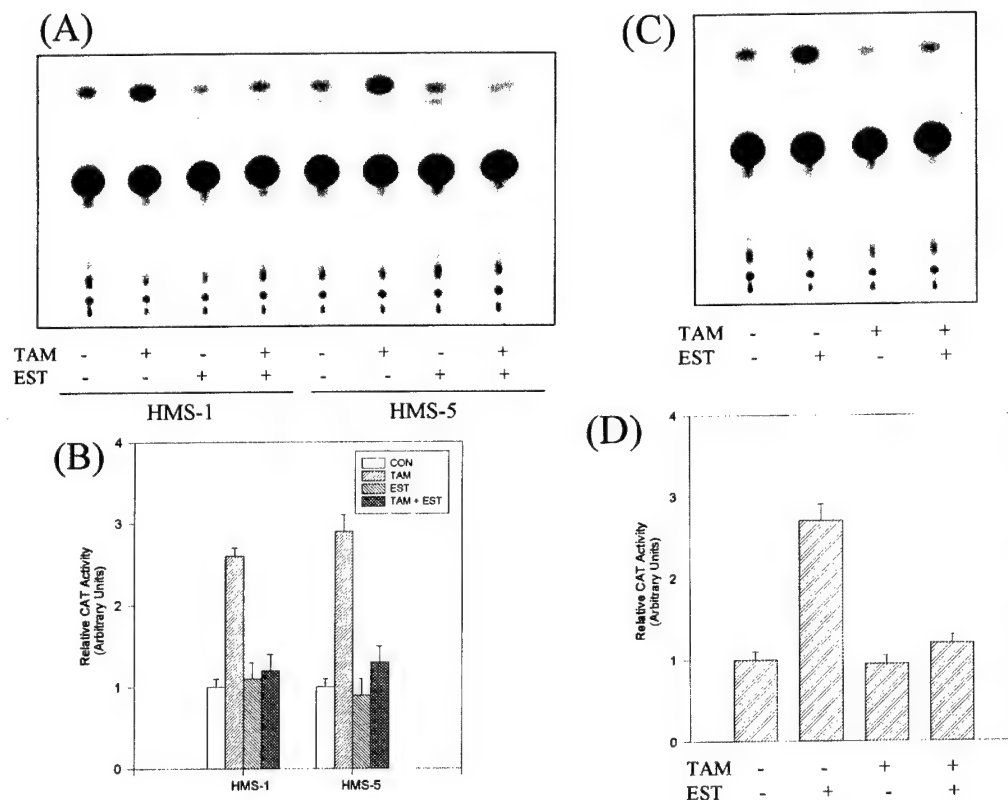 (A)
TAM - + - + - + - +
EST - - + + - - + +
HMS-1 HMS-5
(B)
4
3
2
1
0
Relative CAT Activity
(Arbitrary Units)
CON
TAM
EST
TAM + EST
HMS-1 HMS-5
(C)
TAM - - + +
EST - + - +
(D)
4
3
2
1
0
Relative CAT Activity
(Arbitrary Units)
TAM - - + +
EST - + - +